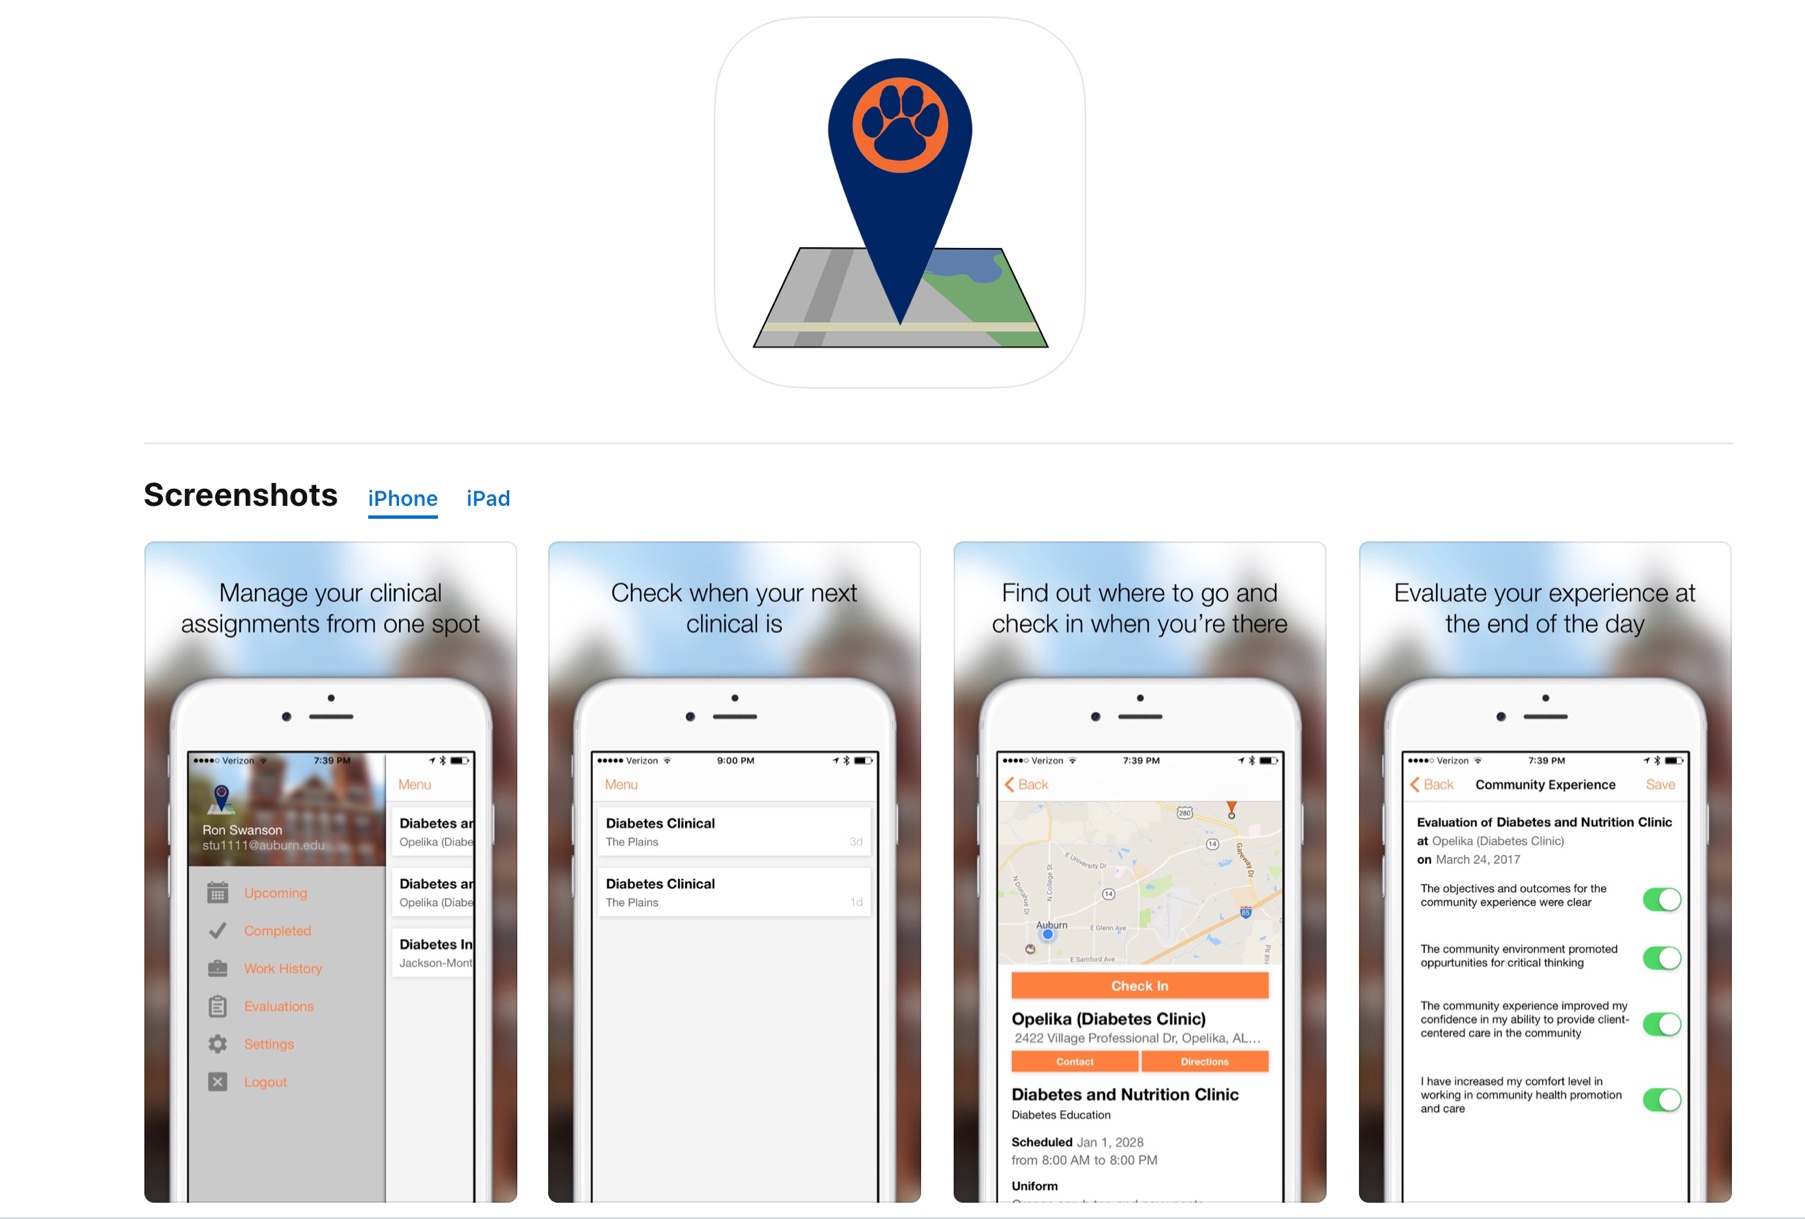 Screenshots iPhone iPad
Manage your clinical
assignments from one spot
Verizon 7:39 PM
Ron Swanson
stu1111@auburn.edu
Upcoming
Completed
Work History
Evaluations
Settings
Logout
Menu
Diabetes ar
Opelika (Diabe
Diabetes ar
Opelika (Diabe
Diabetes In
Jackson-Mont
Check when your next
clinical is
Verizon 9:00 PM
Menu
Diabetes Clinical
The Plains 3d
Diabetes Clinical
The Plains 1d
Find out where to go and
check in when you're there
Verizon 7:39 PM
Back
280
14
Gateway Dr
E University Dr
N Donahue Dr
N College St
14
85
Auburn
E Glenn Ave
E Samford Ave
Check In
Opelika (Diabetes Clinic)
2422 Village Professional Dr, Opelika, AL...
Contact Directions
Diabetes and Nutrition Clinic
Diabetes Education
Scheduled Jan 1, 2028
from 8:00 AM to 8:00 PM
Uniform
Evaluate your experience at
the end of the day
Verizon 7:39 PM
Back Community Experience Save
Evaluation of Diabetes and Nutrition Clinic
at Opelika (Diabetes Clinic)
on March 24, 2017
The objectives and outcomes for the
community experience were clear
The community environment promoted
oppurtunities for critical thinking
The community experience improved my
confidence in my ability to provide client-
centered care in the community
I have increased my comfort level in
working in community health promotion
and care